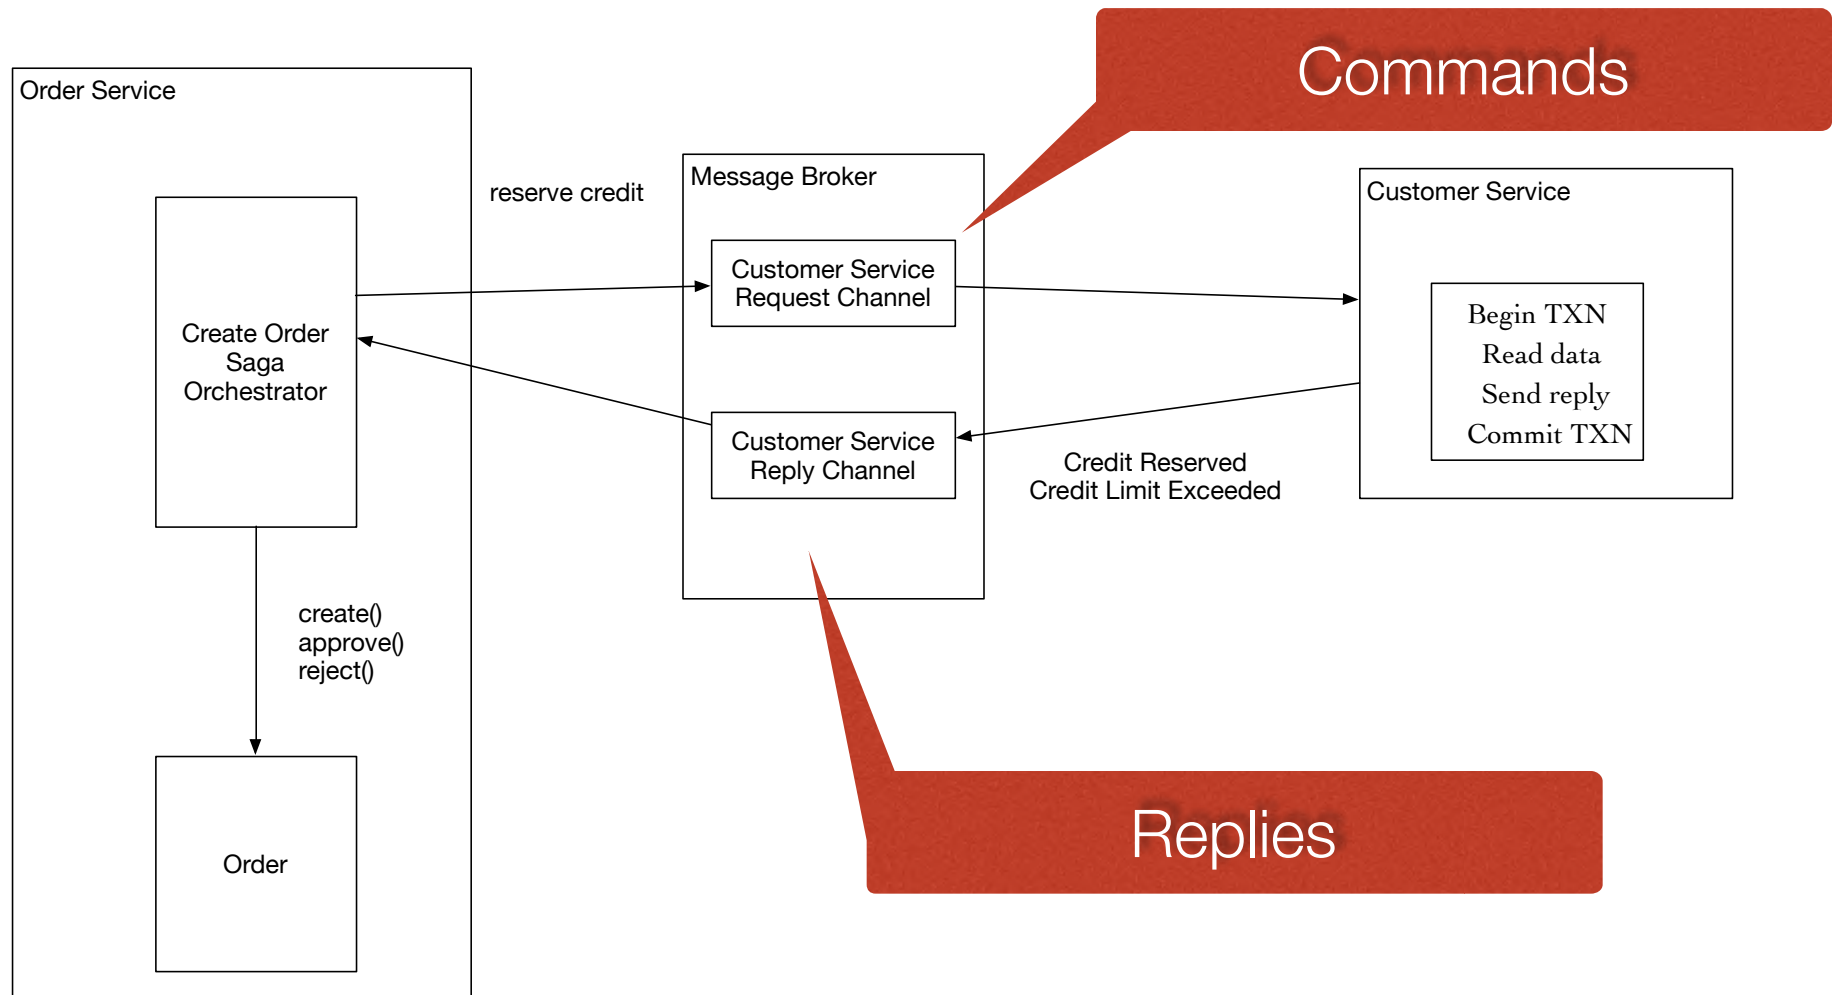 Commands
Order Service
Message Broker
Customer Service
reserve credit
Customer Service
Request Channel
Create Order
Saga
Orchestrator
Begin TXN
Read data
Send reply
Commit TXN
Customer Service
Reply Channel
Credit Reserved
Credit Limit Exceeded
create()
approve()
reject()
Replies
Order